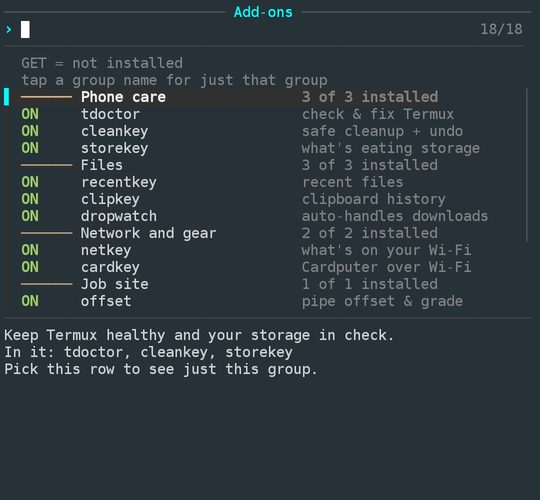 Add-ons
› 18/18
GET = not installed
tap a group name for just that group
Phone care 3 of 3 installed
ON tdoctor check & fix Termux
ON cleankey safe cleanup + undo
ON storekey what's eating storage
Files 3 of 3 installed
ON recentkey recent files
ON clipkey clipboard history
ON dropwatch auto-handles downloads
Network and gear 2 of 2 installed
ON netkey what's on your Wi-Fi
ON cardkey Cardputer over Wi-Fi
Job site 1 of 1 installed
ON offset pipe offset & grade
Keep Termux healthy and your storage in check.
In it: tdoctor, cleankey, storekey
Pick this row to see just this group.